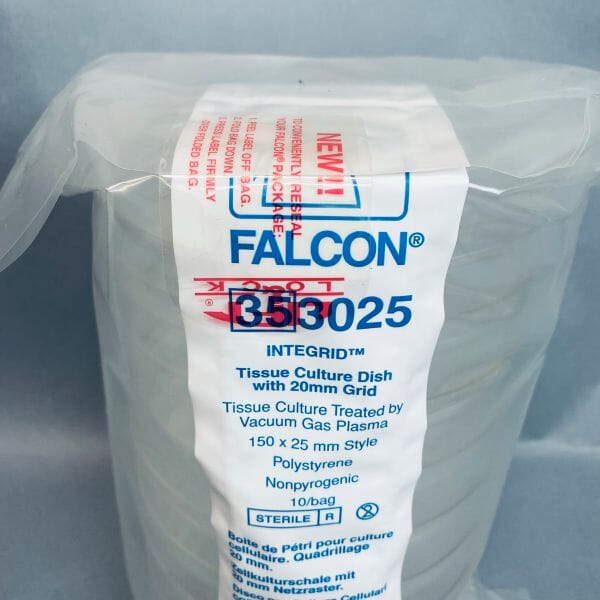 NEW!!
TO CONVENIENTLY RESEAL
YOUR FALCON® PACKAGE:
1. PEEL LABEL OFF BAG.
2. FOLD BAG DOWN
3. PRESS LABEL FIRMLY
OVER FOLDED BAG.
FALCON®
LOCK
353025
INTEGRID™
Tissue Culture Dish
with 20mm Grid
Tissue Culture Treated by
Vacuum Gas Plasma
150 x 25 mm Style
Polystyrene
Nonpyrogenic
10/bag
STERILE R 2
Boite de Pétri pour culture
cellulaire. Quadrillage
20 mm.
Zellkulturschale mit
20 mm Netzraster.